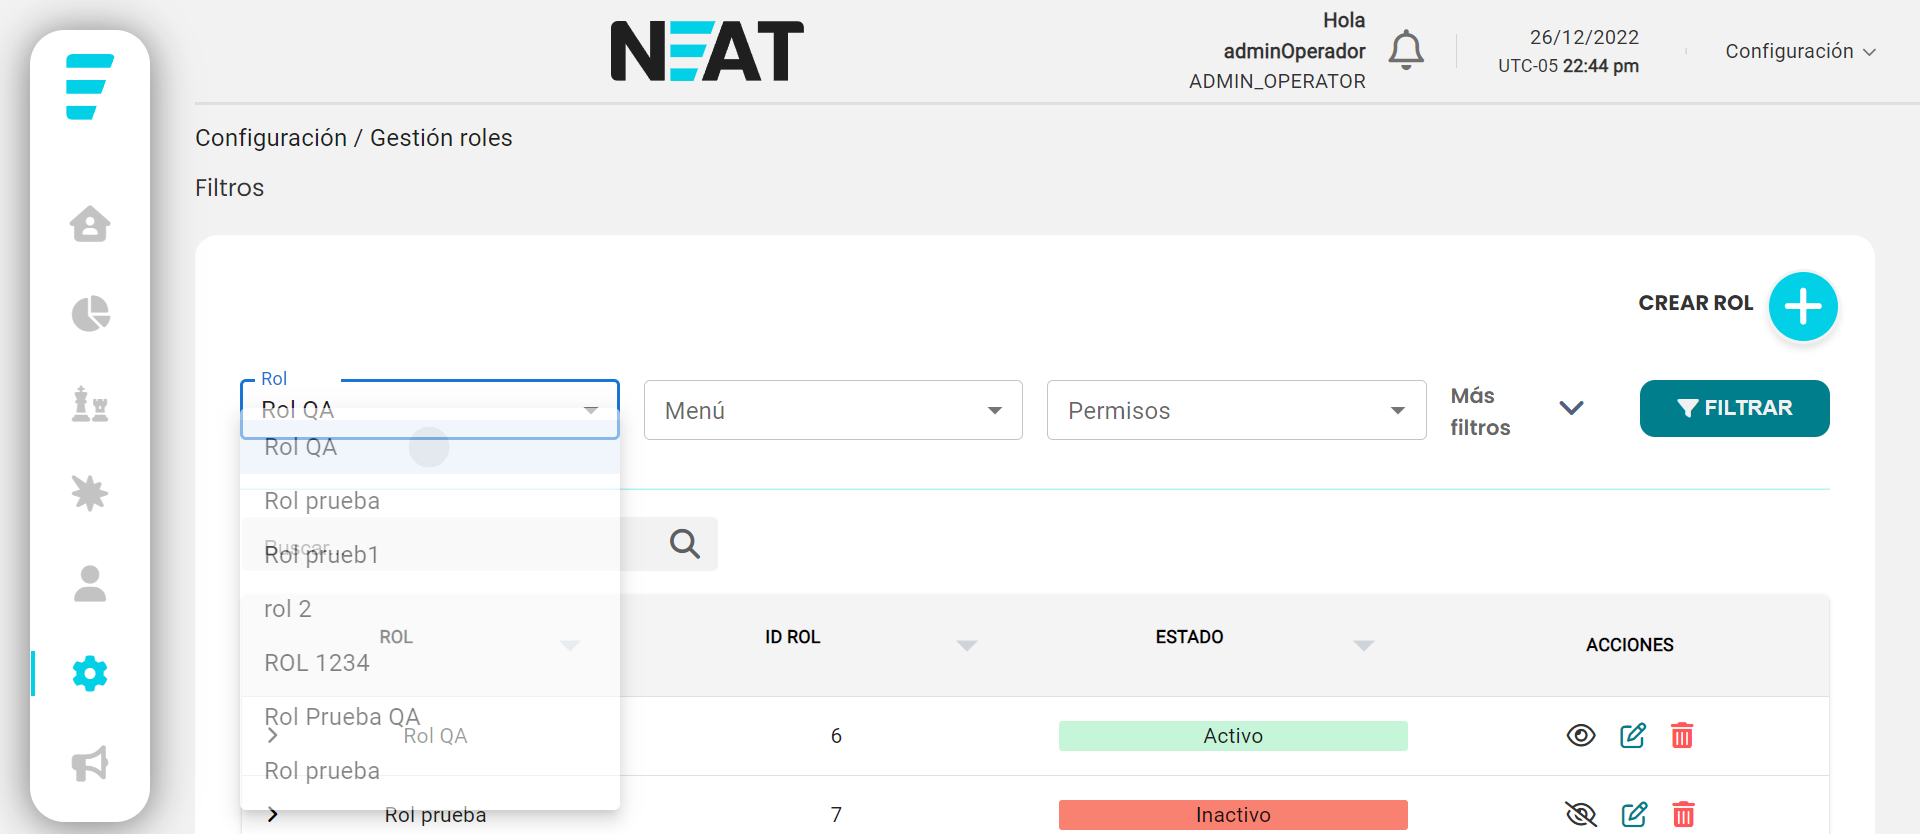 NEAT
Hola
adminOperador
ADMIN_OPERATOR
26/12/2022
UTC-05 22:44 pm
Configuración
Configuración / Gestión roles
Filtros
CREAR ROL
Rol
Rol QA
Menú
Permisos
Más
filtros
FILTRAR
Rol QA
Rol prueba
Buscar...
Rol prueb1
rol 2
ROL
ID ROL
ESTADO
ACCIONES
ROL 1234
Rol Prueba QA
Rol QA
6
Activo
Rol prueba
Rol prueba
7
Inactivo